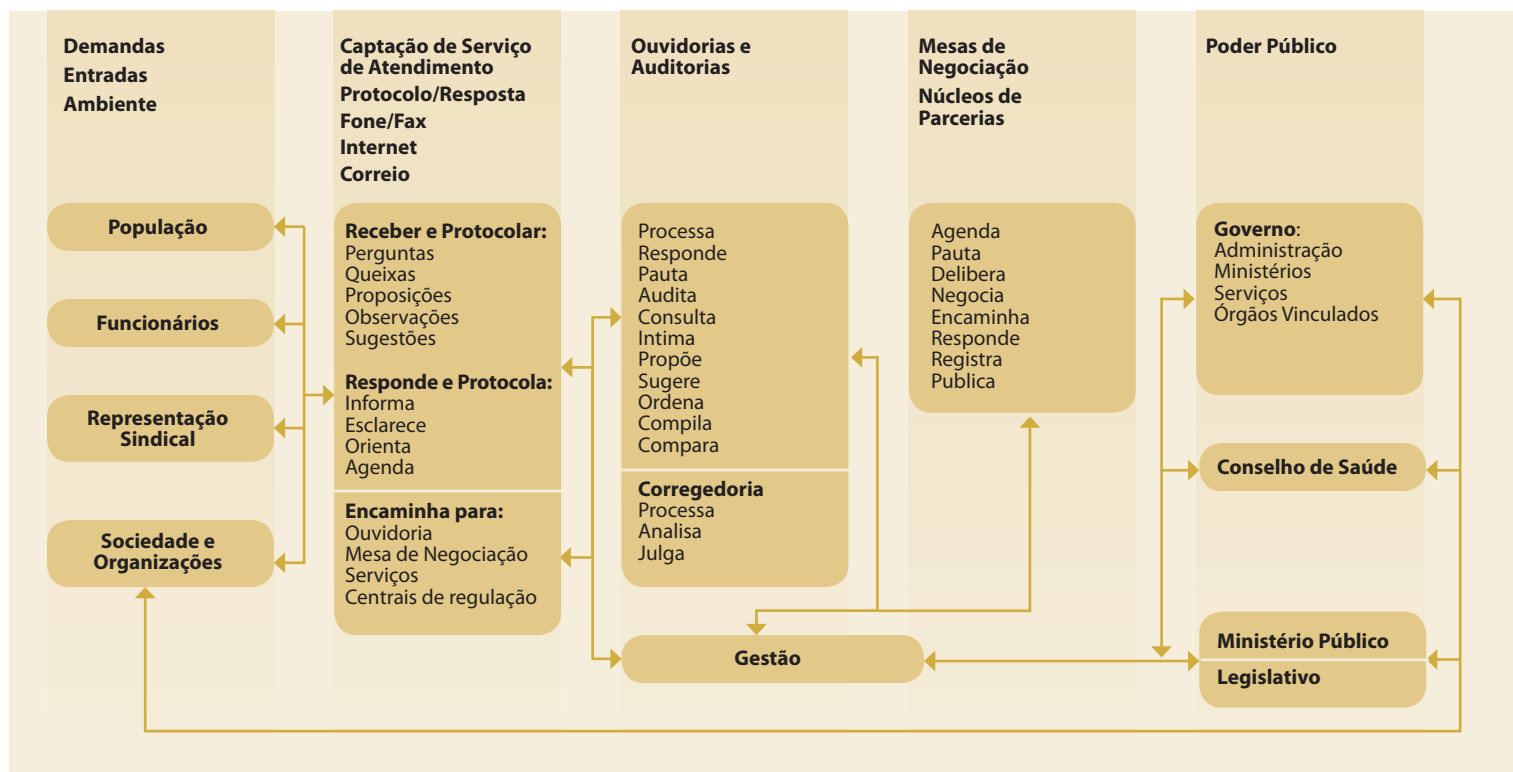 Demandas
Entradas
Ambiente
Captação de Serviço
de Atendimento
Protocolo/Resposta
Fone/Fax
Internet
Correio
Ouvidorias e
Auditorias
Mesas de
Negociação
Núcleos de
Parcerias
Poder Público
População
Funcionários
Representação
Sindical
Sociedade e
Organizações
Receber e Protocolar:
Perguntas
Queixas
Proposições
Observações
Sugestões
Responde e Protocola:
Informa
Esclarece
Orienta
Agenda
Encaminha para:
Ouvidoria
Mesa de Negociação
Serviços
Centrais de regulação
Processa
Responde
Pauta
Audita
Consulta
Intima
Propõe
Sugere
Ordena
Compila
Compara
Corregedoria
Processa
Analisa
Julga
Gestão
Agenda
Pauta
Delibera
Negocia
Encaminha
Responde
Registra
Publica
Governo:
Administração
Ministérios
Serviços
Órgãos Vinculados
Conselho de Saúde
Ministério Público
Legislativo